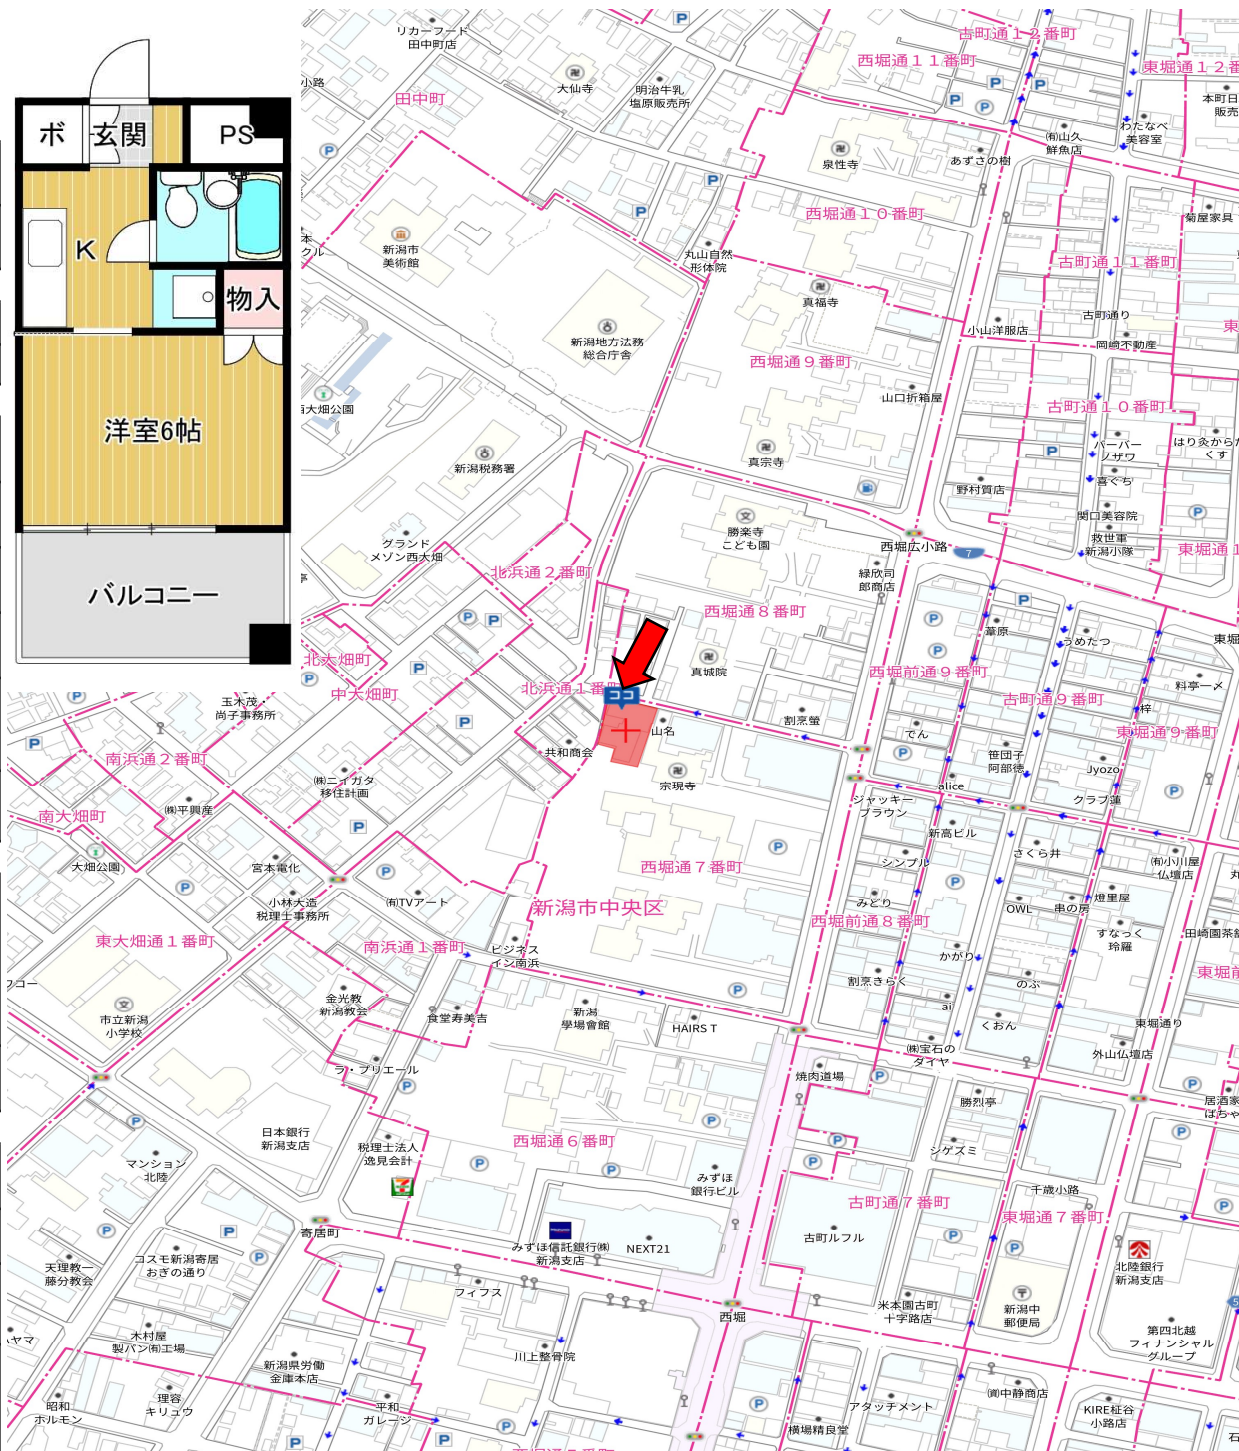 ボ
玄関
PS
K
物入
洋室6帖
バルコニー
リカーフード
田中町店
大仙寺
明治牛乳
塩原販売所
田中町
小路
西堀通１１番町
古町通１２番町
東堀通１２番
本町日
販売
㈲山久
鮮魚店
わたなべ
美容室
泉性寺
あずさの樹
西堀通１０番町
菊屋家具
新潟市
美術館
丸山自然
形体院
古町通１１番町
真福寺
古町通り
小山洋服店
岡崎不動産
新潟地方法務
総合庁舎
西堀通９番町
山口折箱屋
古町通１０番町
西大畑公園
バーバー
ノザワ
はり灸からだ
くす
新潟税務署
真宗寺
喜ぐち
野村質店
関口美容院
救世軍
新潟小隊
東堀通１
勝楽寺
こども園
西堀広小路
7
グランド
メゾン西大畑
北浜通２番町
緑欣司
郎商店
西堀通８番町
葦原
うめたつ
東堀
北大畑町
中大畑町
真城院
西堀前通９番町
料亭一〆
北浜通１番町
古町通９番町
梓
ココ
玉木茂
尚子事務所
共和商会
山名
割烹螢
でん
東堀通９番町
笹団子
阿部徳
南浜通２番町
㈱ニイガタ
移住計画
宗現寺
Jyozo
alice
クラブ蓮
㈱平興産
南大畑町
ジャッキー
ブラウン
新高ビル
大畑公園
宮本電化
西堀通７番町
シンプル
さくら井
㈲小川屋
仏壇店
小林大造
税理士事務所
㈲TVアート
新潟市中央区
みどり
OWL
串の房
燈里屋
西堀前通８番町
すなっく
玲羅
田崎園茶舗
東大畑通１番町
南浜通１番町
ビジネス
イン南浜
かがり
割烹きらく
のぶ
東堀前
金光教
新潟教会
食堂寿美吉
新潟
學場會館
HAIRS T
ai
くおん
東堀通り
市立新潟
小学校
㈱宝石の
ダイヤ
外山仏壇店
ラ・プリエール
焼肉道場
勝烈亭
居酒家
ばちゃ
日本銀行
新潟支店
税理士法人
逸見会計
西堀通６番町
シゲズミ
マンション
北陸
みずほ
銀行ビル
千歳小路
古町通７番町
東堀通７番町
寄居町
コスモ新潟寄居
おぎの通り
みずほ信託銀行㈱
新潟支店
NEXT21
古町ルフル
天理教一
藤分教会
北陸銀行
新潟支店
フィフス
米本園古町
十字路店
新潟中
郵便局
西堀
木村屋
製パン㈲工場
川上整骨院
第四北越
フィナンシャル
グループ
新潟県労働
金庫本店
理容
キリュウ
昭和
ホルモン
平和
ガレージ
アタッチメント
㈲中静商店
KIRE柾谷
小路店
横場精良堂